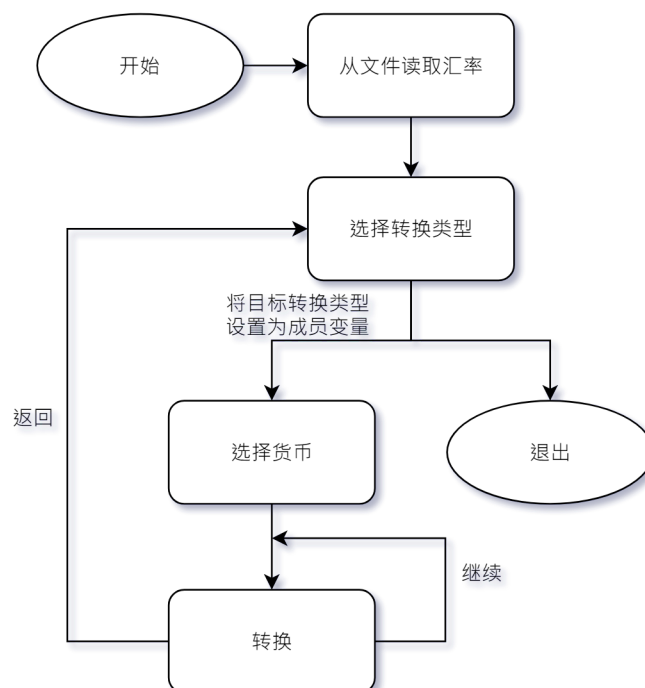 开始
从文件读取汇率
选择转换类型
将目标转换类型
设置为成员变量
返回
选择货币
退出
继续
转换